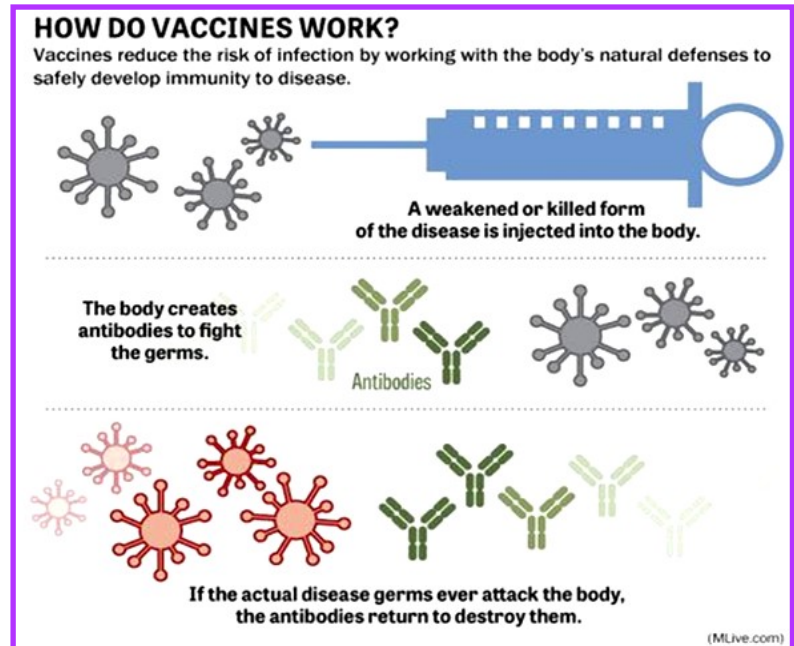 HOW DO VACCINES WORK?
Vaccines reduce the risk of infection by working with the body's natural defenses to
safely develop immunity to disease.
A weakened or killed form
of the disease is injected into the body.
The body creates
antibodies to fight
the germs.
Antibodies
If the actual disease germs ever attack the body,
the antibodies return to destroy them.
(MLive.com)